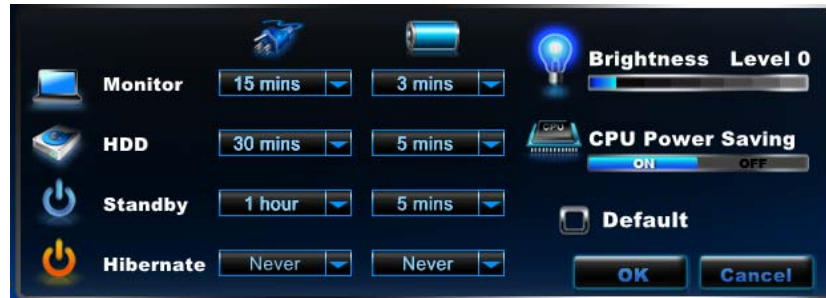 Brightness Level 0
Monitor 15 mins 3 mins
CPU
CPU Power Saving
HDD 30 mins 5 mins
ON OFF
Standby 1 hour 5 mins
Default
Hibernate Never Never
OK Cancel